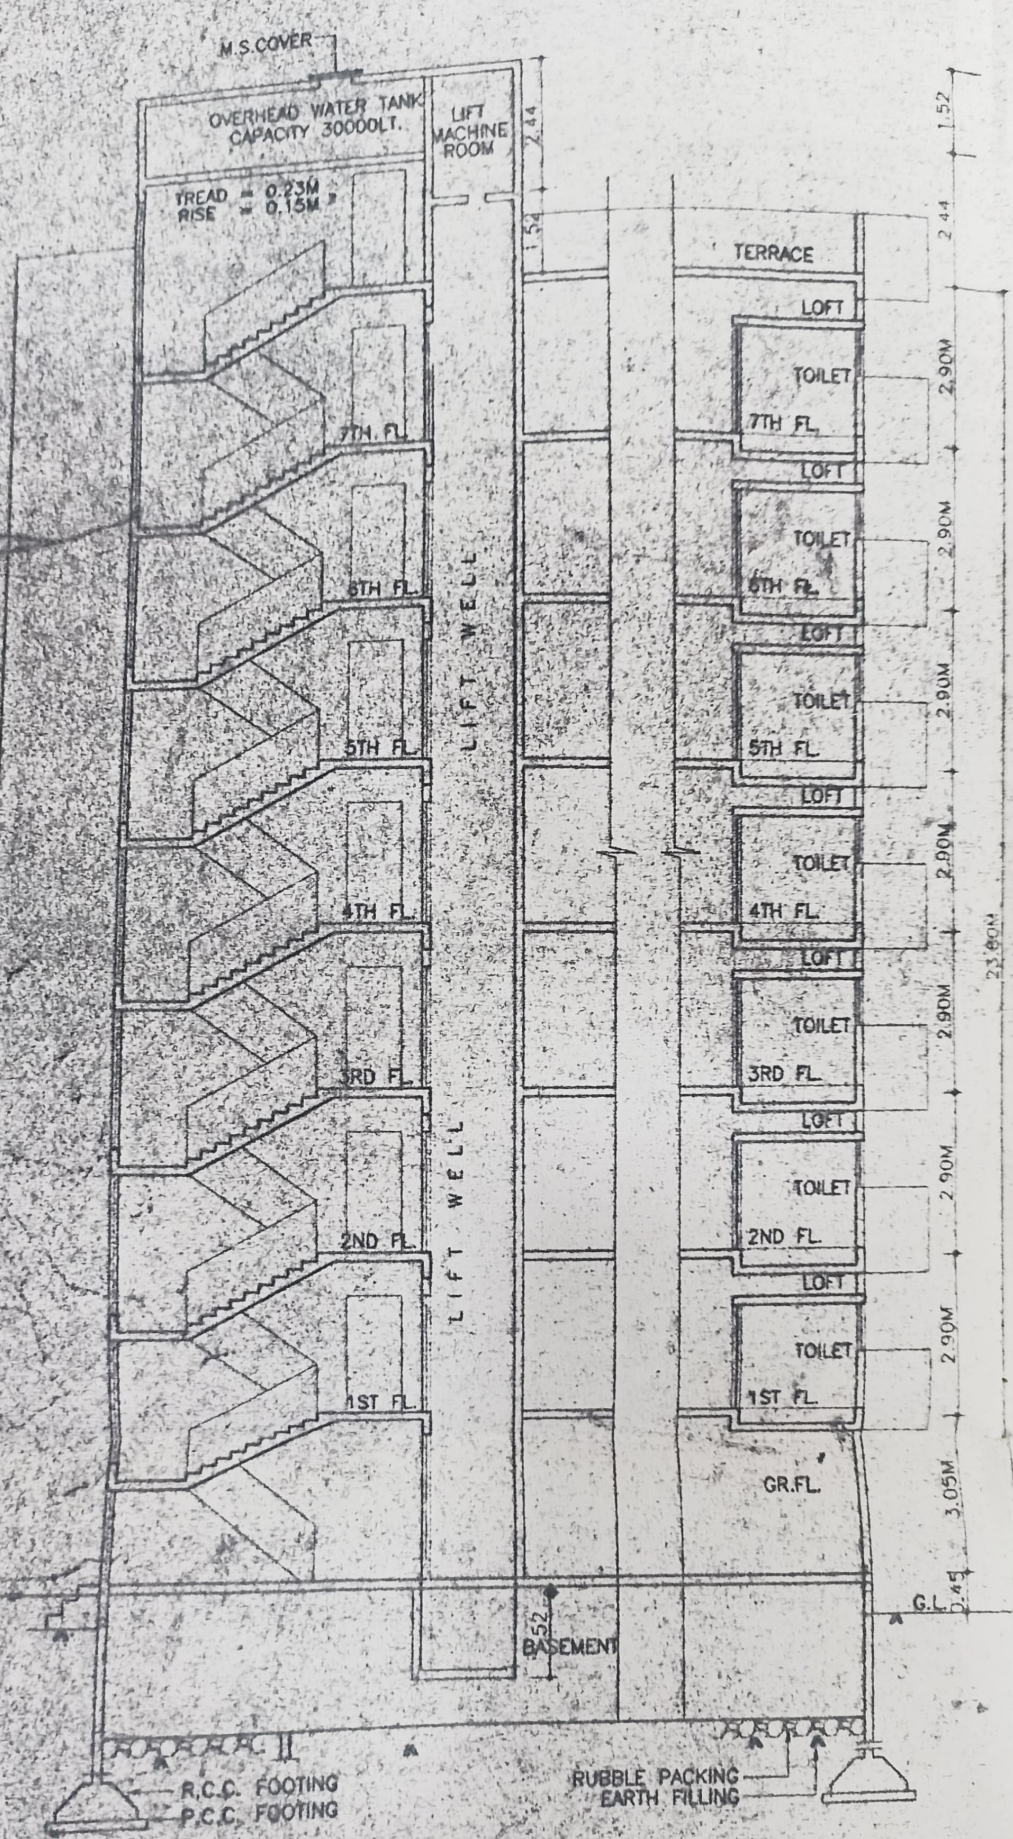 M.S.COVER
OVERHEAD WATER TANK
CAPACITY 30000LT.
LIFT
MACHINE
ROOM
2.44
1.52
TREAD = 0.23M
RISE = 0.15M
1.52
2.44
TERRACE
LOFT
TOILET
7TH FL.
7TH. FL.
2.90M
LOFT
TOILET
6TH FL.
6TH FL.
2.90M
LOFT
TOILET
5TH FL.
5TH FL.
2.90M
LOFT
TOILET
4TH FL.
4TH FL.
2.90M
LOFT
TOILET
3RD FL.
3RD FL.
2.90M
LOFT
TOILET
2ND FL.
2ND FL.
2.90M
LOFT
TOILET
1ST FL.
1ST FL.
2.90M
LIFT WELL
LIFT WELL
23.80M
GR.FL.
3.05M
0.45
G.L.
BASEMENT
R.C.C. FOOTING
P.C.C. FOOTING
RUBBLE PACKING
EARTH FILLING